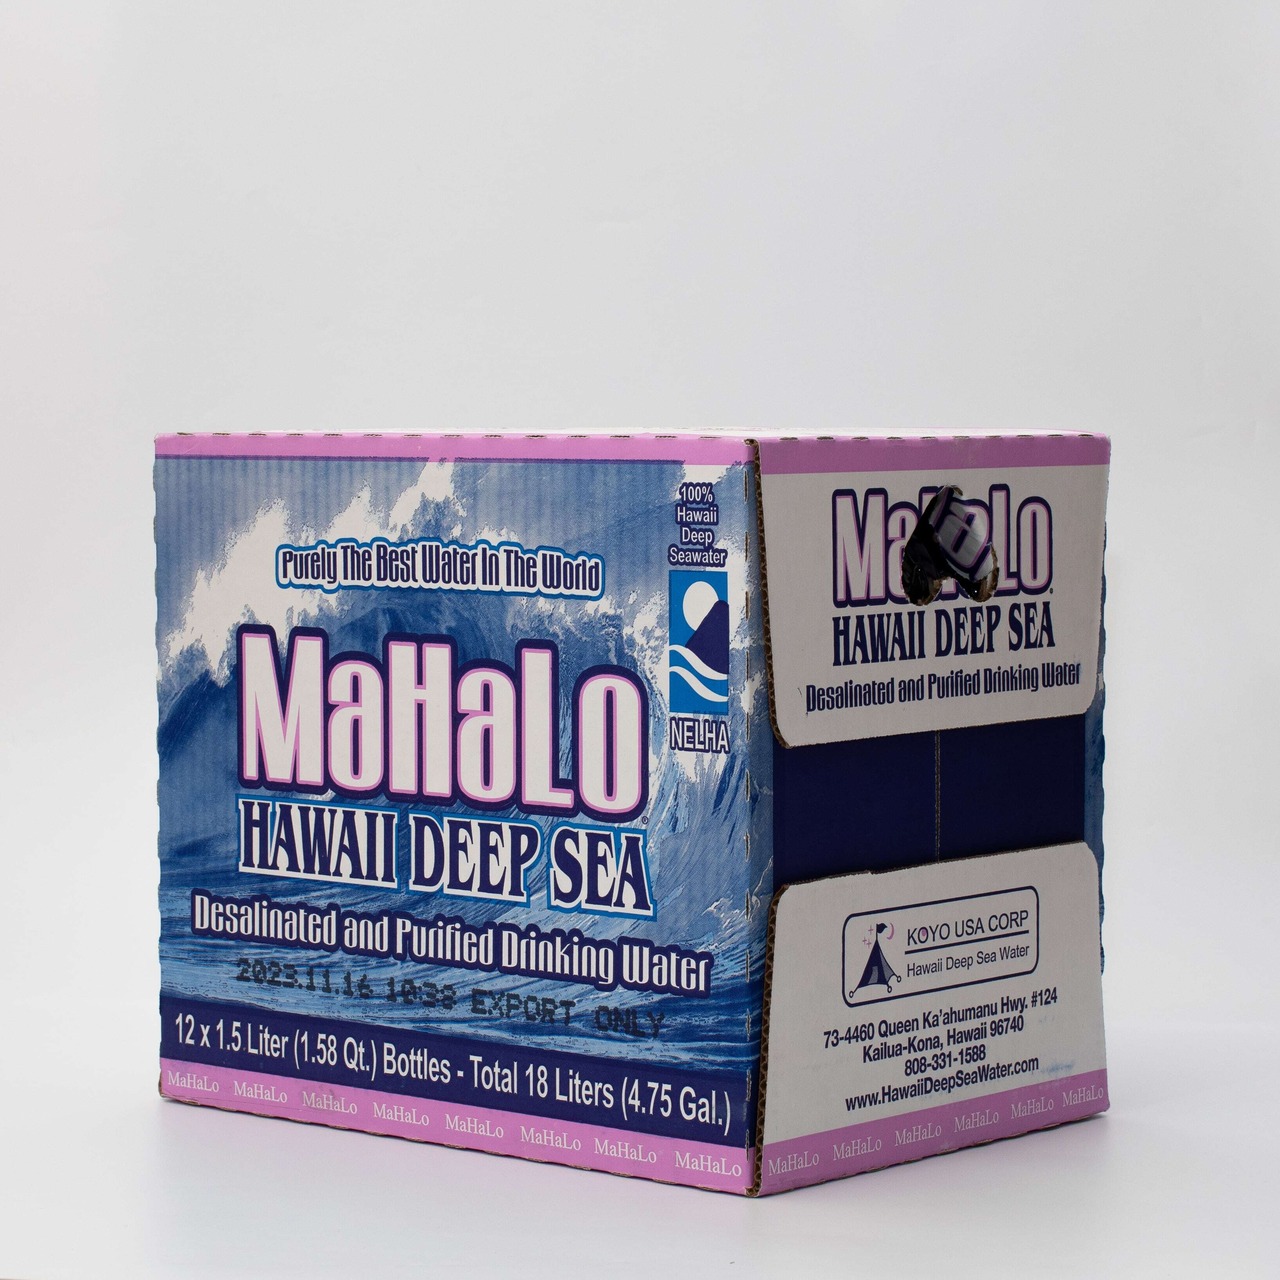 Purely The Best Water In The World
100%
Hawaii
Deep
Seawater
NELHA
MaHaLo
HAWAII DEEP SEA
Desalinated and Purified Drinking Water
2023.11.16 10:38 EXPORT ONLY
12 x 1.5 Liter (1.58 Qt.) Bottles - Total 18 Liters (4.75 Gal.)
MaHaLo MaHaLo MaHaLo MaHaLo MaHaLo MaHaLo MaHaLo MaHaLo
MaHaLo
HAWAII DEEP SEA
Desalinated and Purified Drinking Water
KOYO USA CORP
Hawaii Deep Sea Water
73-4460 Queen Ka'ahumanu Hwy. #124
Kailua-Kona, Hawaii 96740
808-331-1588
www.HawaiiDeepSeaWater.com
MaHaLo MaHaLo MaHaLo MaHaLo MaHaLo MaHaLo